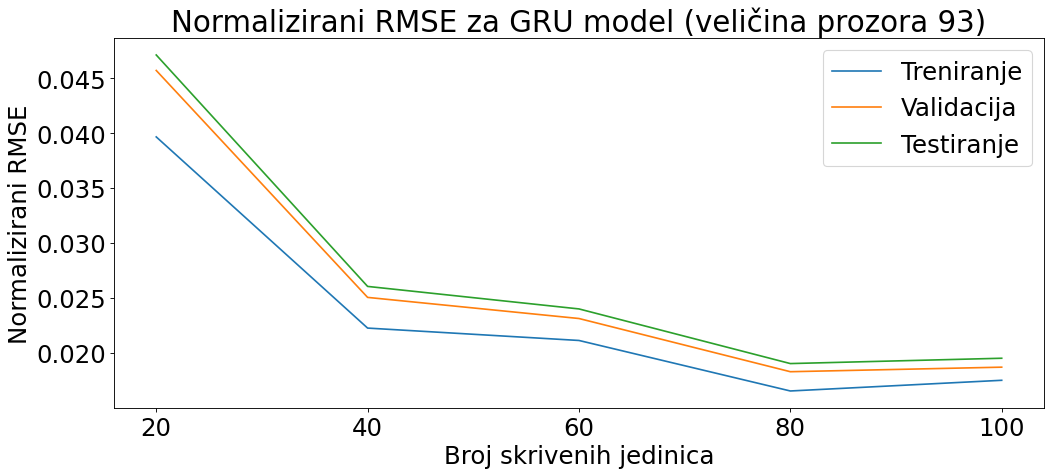 Normalizirani RMSE za GRU model (veličina prozora 93)
Treniranje
Validacija
Testiranje
Normalizirani RMSE
0.045
0.040
0.035
0.030
0.025
0.020
20 40 60 80 100
Broj skrivenih jedinica